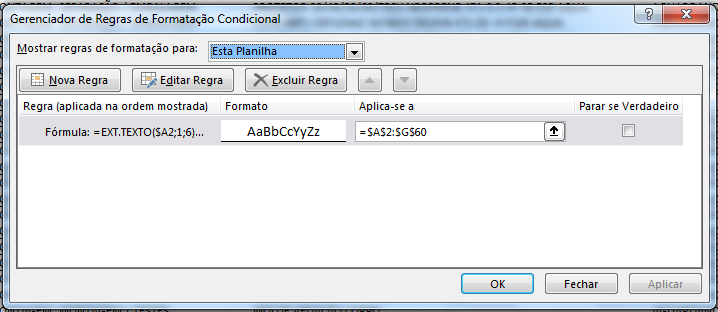 Gerenciador de Regras de Formatação Condicional
Mostrar regras de formatação para: Esta Planilha
Nova Regra Editar Regra Excluir Regra
Regra (aplicada na ordem mostrada) Formato Aplica-se a Parar se Verdadeiro
Fórmula: =EXT.TEXTO($A2;1;6)... AaBbCcYyZz =$A$2:$G$60
OK Fechar Aplicar